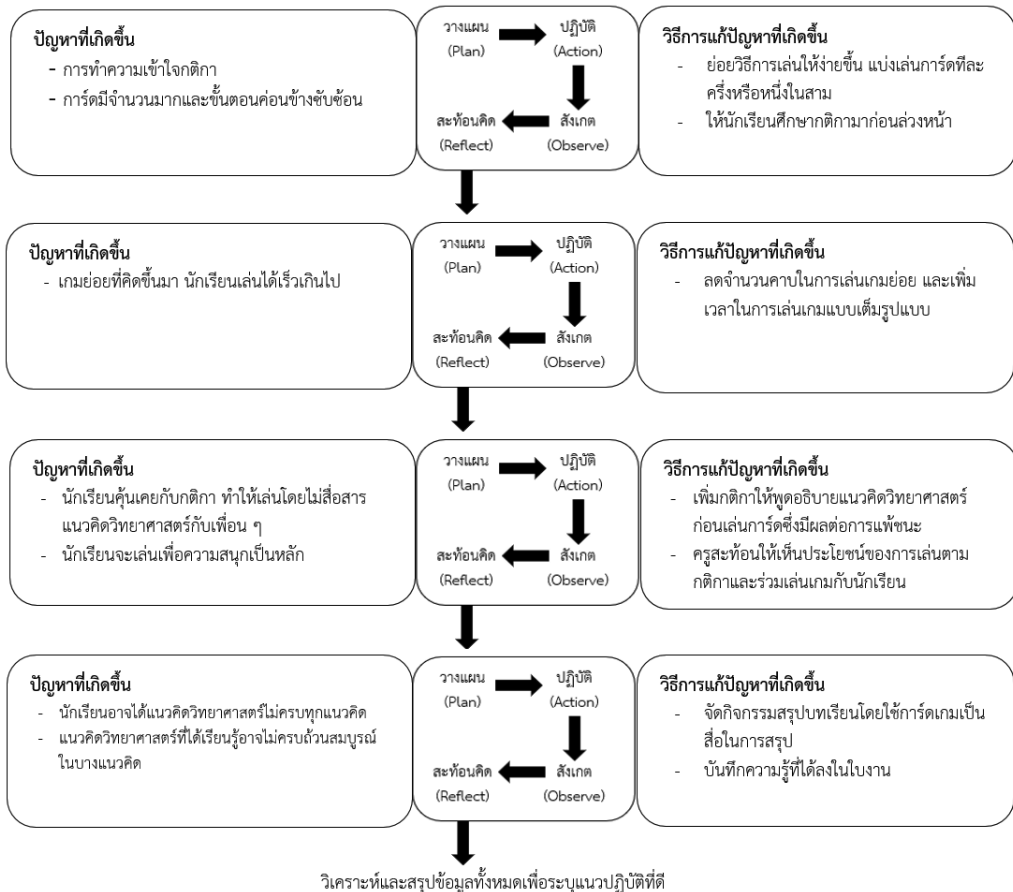 ปัญหาที่เกิดขึ้น
- การทำความเข้าใจกติกา
- การ์ดมีจำนวนมากและขั้นตอนค่อนข้างซับซ้อน
วางแผน
(Plan)
ปฏิบัติ
(Action)
สะท้อนคิด
(Reflect)
สังเกต
(Observe)
วิธีการแก้ปัญหาที่เกิดขึ้น
- ย่อยวิธีการเล่นให้ง่ายขึ้น แบ่งเล่นการ์ดทีละ
ครึ่งหรือหนึ่งในสาม
- ให้นักเรียนศึกษากติกามาก่อนล่วงหน้า
ปัญหาที่เกิดขึ้น
- เกมย่อยที่คิดขึ้นมา นักเรียนเล่นได้เร็วเกินไป
วางแผน
(Plan)
ปฏิบัติ
(Action)
สะท้อนคิด
(Reflect)
สังเกต
(Observe)
วิธีการแก้ปัญหาที่เกิดขึ้น
- ลดจำนวนคาบในการเล่นเกมย่อย และเพิ่ม
เวลาในการเล่นเกมแบบเต็มรูปแบบ
ปัญหาที่เกิดขึ้น
- นักเรียนคุ้นเคยกับกติกา ทำให้เล่นโดยไม่สื่อสาร
แนวคิดวิทยาศาสตร์กับเพื่อน ๆ
- นักเรียนจะเล่นเพื่อความสนุกเป็นหลัก
วางแผน
(Plan)
ปฏิบัติ
(Action)
สะท้อนคิด
(Reflect)
สังเกต
(Observe)
วิธีการแก้ปัญหาที่เกิดขึ้น
- เพิ่มกติกาให้พูดอธิบายแนวคิดวิทยาศาสตร์
ก่อนเล่นการ์ดซึ่งมีผลต่อการแพ้ชนะ
- ครูสะท้อนให้เห็นประโยชน์ของการเล่นตาม
กติกาและร่วมเล่นเกมกับนักเรียน
ปัญหาที่เกิดขึ้น
- นักเรียนอาจได้แนวคิดวิทยาศาสตร์ไม่ครบทุกแนวคิด
- แนวคิดวิทยาศาสตร์ที่ได้เรียนรู้อาจไม่ครบถ้วนสมบูรณ์
ในบางแนวคิด
วางแผน
(Plan)
ปฏิบัติ
(Action)
สะท้อนคิด
(Reflect)
สังเกต
(Observe)
วิธีการแก้ปัญหาที่เกิดขึ้น
- จัดกิจกรรมสรุปบทเรียนโดยใช้การ์ดเกมเป็น
สื่อในการสรุป
- บันทึกความรู้ที่ได้ลงในใบงาน
วิเคราะห์และสรุปข้อมูลทั้งหมดเพื่อระบุแนวปฏิบัติที่ดี